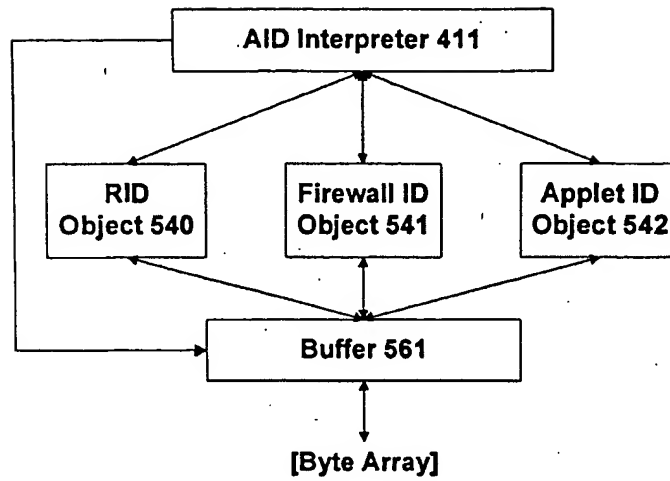 AID Interpreter 411
RID
Object 540
Firewall ID
Object 541
Applet ID
Object 542
Buffer 561
[Byte Array]